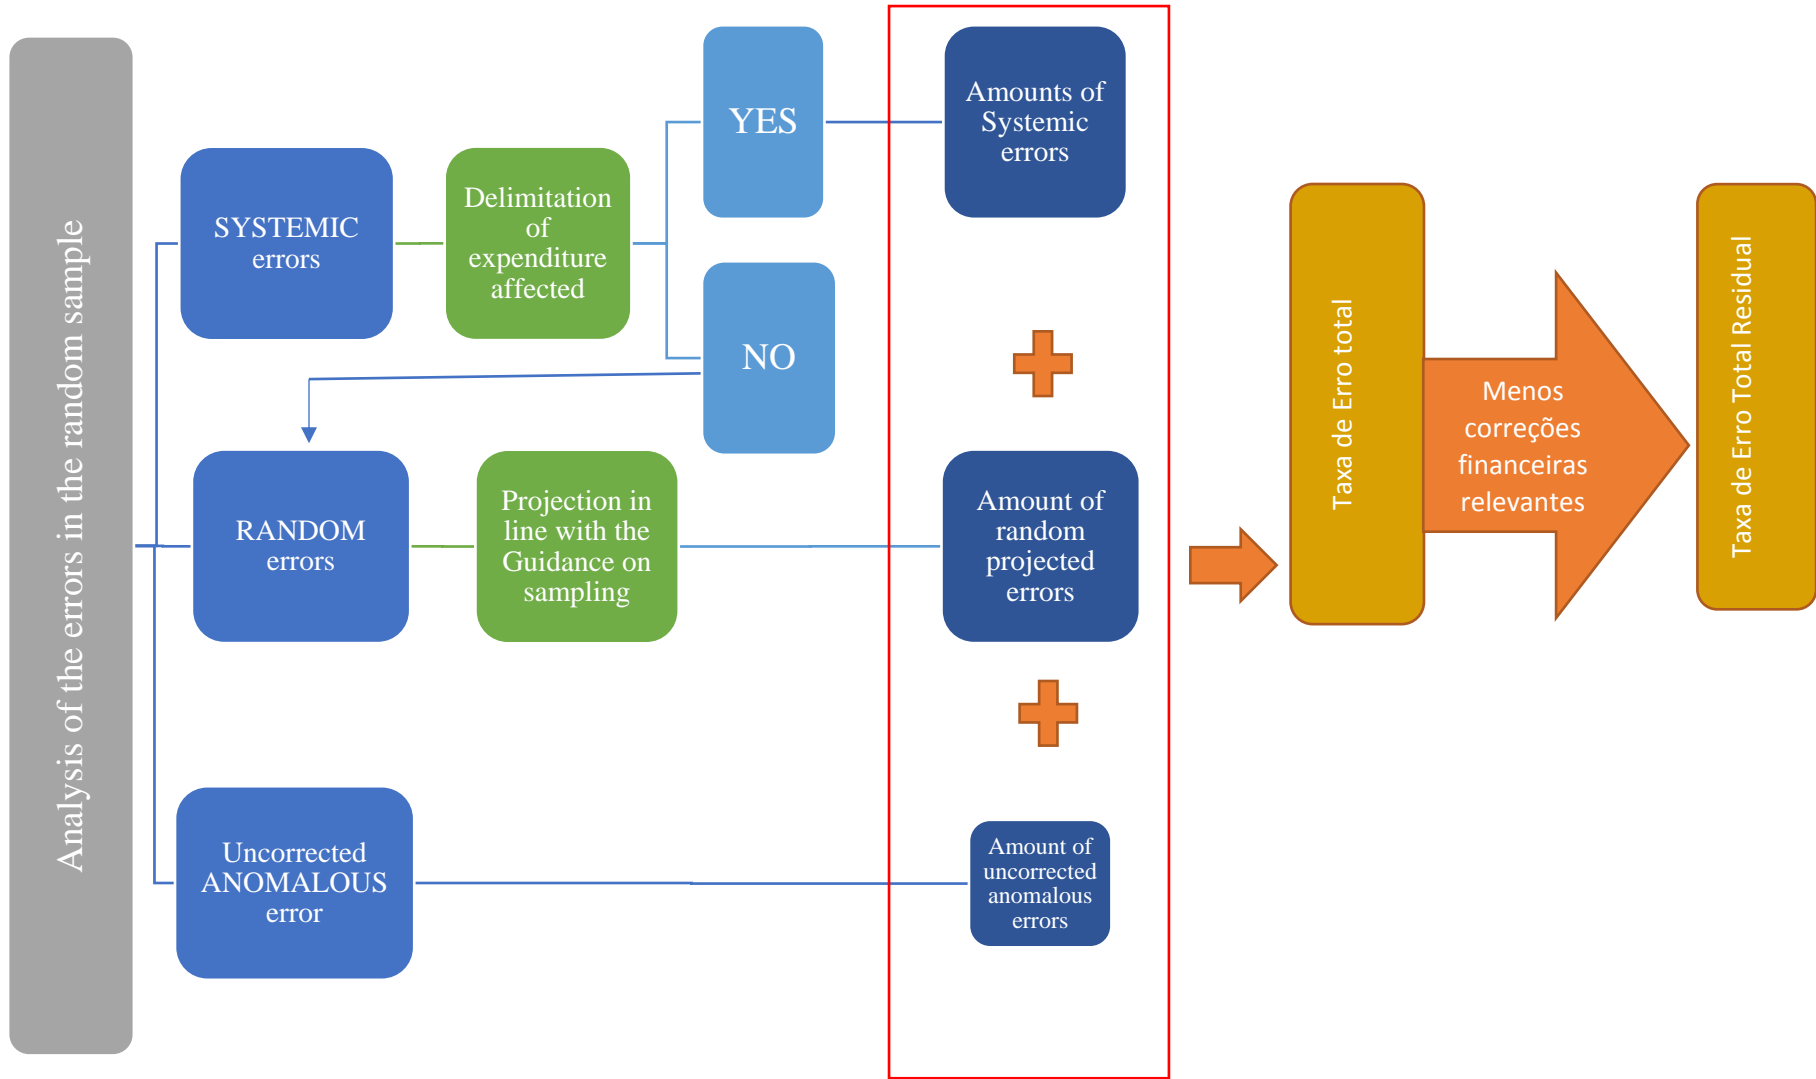 Analysis of the errors in the random sample
SYSTEMIC
errors
Delimitation
of
expenditure
affected
YES
NO
Amounts of
Systemic
errors
RANDOM
errors
Projection in
line with the
Guidance on
sampling
Amount of
random
projected
errors
Uncorrected
ANOMALOUS
error
Amount of
uncorrected
anomalous
errors
Taxa de Erro total
Menos
correções
financeiras
relevantes
Taxa de Erro Total Residual